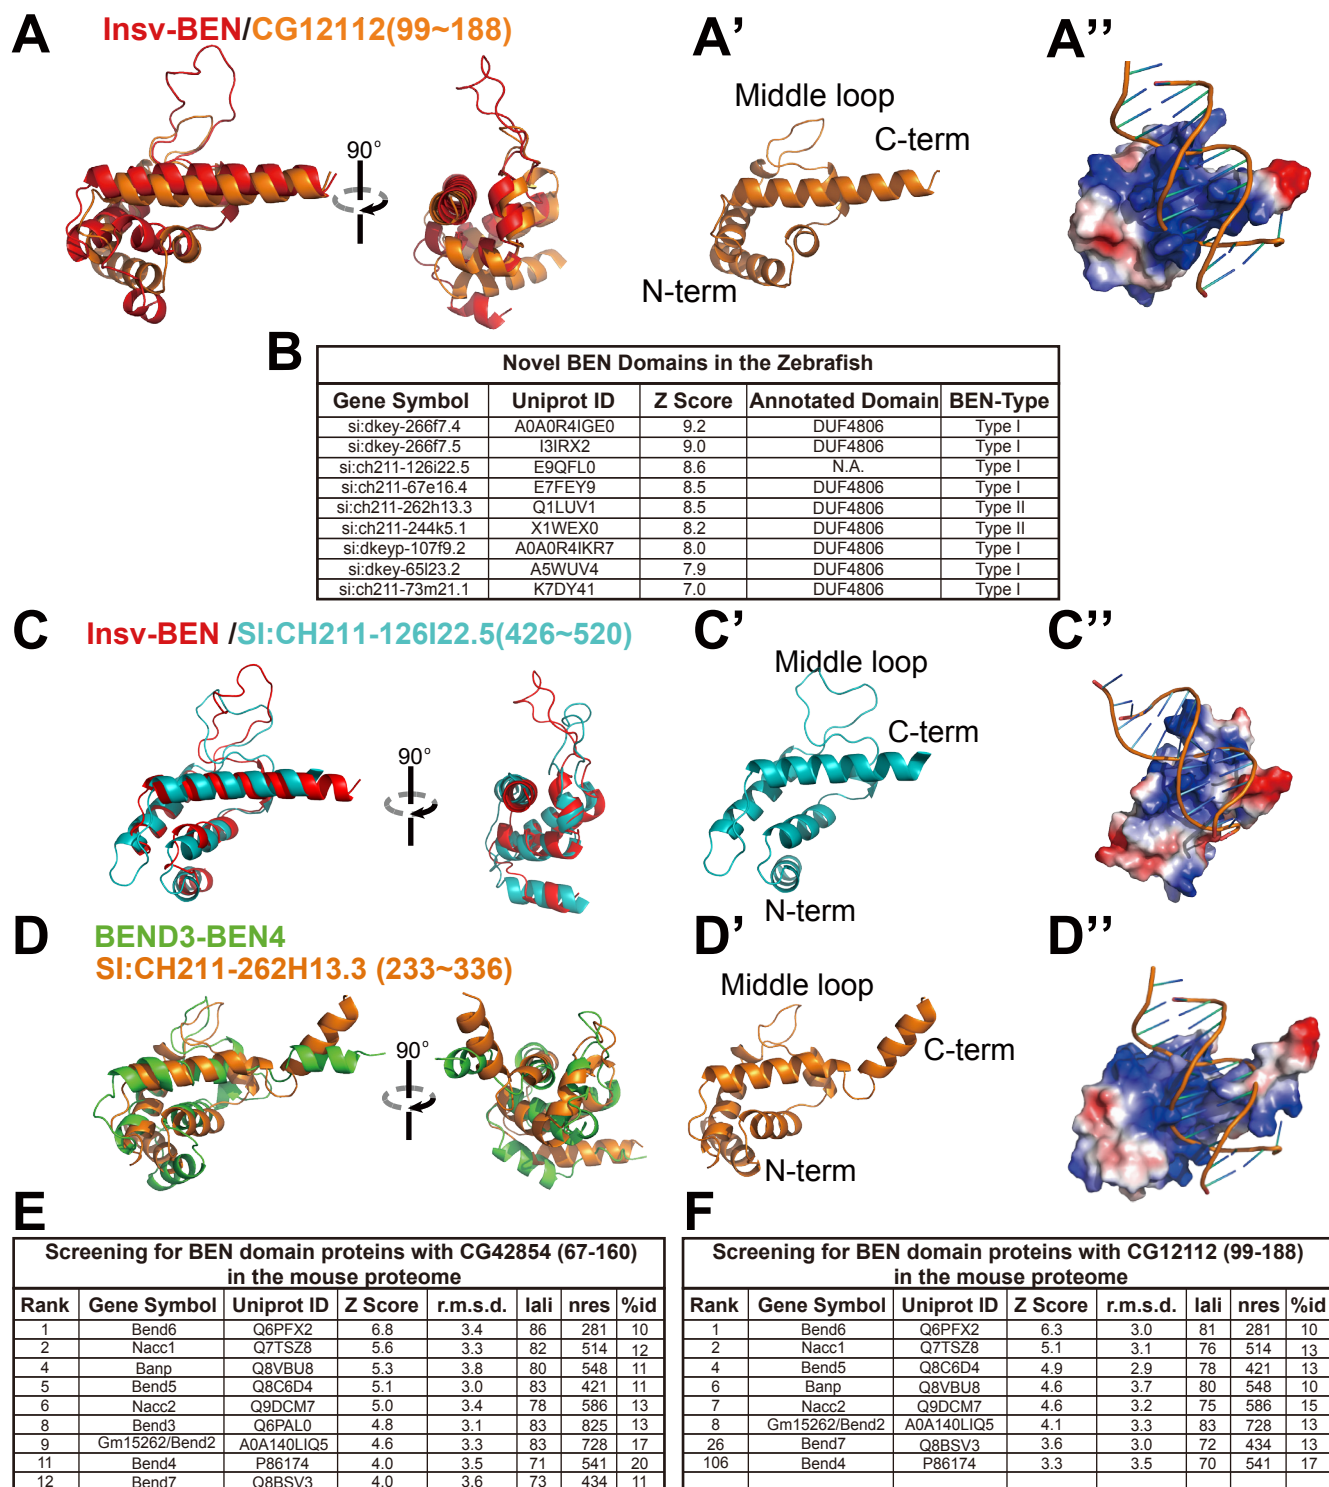 A Insv-BEN/CG12112(99~188)
90°
A’
Middle loop
C-term
N-term
A’’
B
Novel BEN Domains in the Zebrafish
Gene Symbol Uniprot ID Z Score Annotated Domain BEN-Type
si:dkey-266f7.4 A0A0R4IGE0 9.2 DUF4806 Type I
si:dkey-266f7.5 I3IRX2 9.0 DUF4806 Type I
si:ch211-126i22.5 E9QFL0 8.6 N.A. Type I
si:ch211-67e16.4 E7FEY9 8.5 DUF4806 Type I
si:ch211-262h13.3 Q1LUV1 8.5 DUF4806 Type II
si:ch211-244k5.1 X1WEX0 8.2 DUF4806 Type II
si:dkeyp-107f9.2 A0A0R4IKR7 8.0 DUF4806 Type I
si:dkey-65l23.2 A5WUV4 7.9 DUF4806 Type I
si:ch211-73m21.1 K7DY41 7.0 DUF4806 Type I
C Insv-BEN /SI:CH211-126I22.5(426~520)
90°
C’
Middle loop
C-term
N-term
C’’
D BEND3-BEN4
SI:CH211-262H13.3 (233~336)
90°
D’
Middle loop
C-term
N-term
D’’
E
Screening for BEN domain proteins with CG42854 (67-160)
in the mouse proteome
Rank Gene Symbol Uniprot ID Z Score r.m.s.d. lali nres %id
1 Bend6 Q6PFX2 6.8 3.4 86 281 10
2 Nacc1 Q7TSZ8 5.6 3.3 82 514 12
4 Banp Q8VBU8 5.3 3.8 80 548 11
5 Bend5 Q8C6D4 5.1 3.0 83 421 11
6 Nacc2 Q9DCM7 5.0 3.4 78 586 13
8 Bend3 Q6PAL0 4.8 3.1 83 825 13
9 Gm15262/Bend2 A0A140LIQ5 4.6 3.3 83 728 17
11 Bend4 P86174 4.0 3.5 71 541 20
12 Bend7 Q8BSV3 4.0 3.6 73 434 11
F
Screening for BEN domain proteins with CG12112 (99-188)
in the mouse proteome
Rank Gene Symbol Uniprot ID Z Score r.m.s.d. lali nres %id
1 Bend6 Q6PFX2 6.3 3.0 81 281 10
2 Nacc1 Q7TSZ8 5.1 3.1 76 514 13
4 Bend5 Q8C6D4 4.9 2.9 78 421 13
6 Banp Q8VBU8 4.6 3.7 80 548 10
7 Nacc2 Q9DCM7 4.6 3.2 75 586 15
8 Gm15262/Bend2 A0A140LIQ5 4.1 3.3 83 728 13
26 Bend7 Q8BSV3 3.6 3.0 72 434 13
106 Bend4 P86174 3.3 3.5 70 541 17